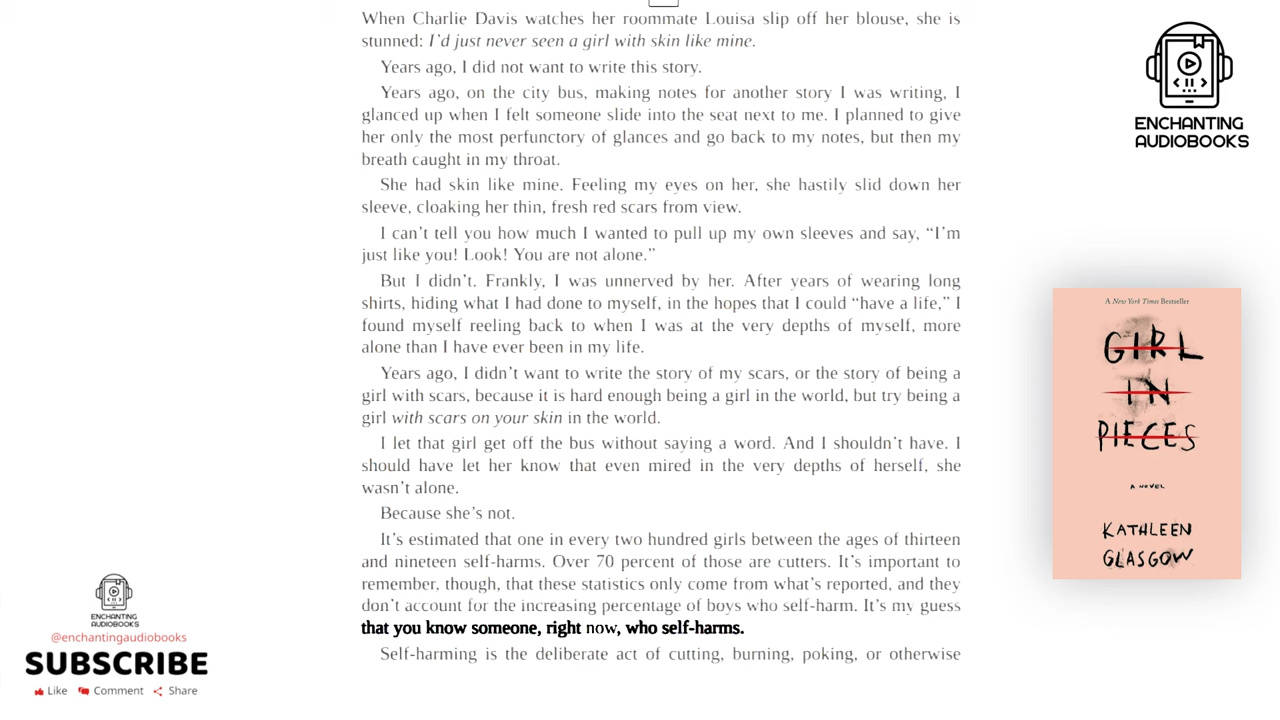 When Charlie Davis watches her roommate Louisa slip off her blouse, she is
stunned: I’d just never seen a girl with skin like mine.
Years ago, I did not want to write this story.
Years ago, on the city bus, making notes for another story I was writing, I
glanced up when I felt someone slide into the seat next to me. I planned to give
her only the most perfunctory of glances and go back to my notes, but then my
breath caught in my throat.
She had skin like mine. Feeling my eyes on her, she hastily slid down her
sleeve, cloaking her thin, fresh red scars from view.
I can’t tell you how much I wanted to pull up my own sleeves and say, “I’m
just like you! Look! You are not alone.”
But I didn’t. Frankly, I was unnerved by her. After years of wearing long
shirts, hiding what I had done to myself, in the hopes that I could “have a life,” I
found myself reeling back to when I was at the very depths of myself, more
alone than I have ever been in my life.
Years ago, I didn’t want to write the story of my scars, or the story of being a
girl with scars, because it is hard enough being a girl in the world, but try being a
girl with scars on your skin in the world.
I let that girl get off the bus without saying a word. And I shouldn’t have. I
should have let her know that even mired in the very depths of herself, she
wasn’t alone.
Because she’s not.
It’s estimated that one in every two hundred girls between the ages of thirteen
and nineteen self-harms. Over 70 percent of those are cutters. It’s important to
remember, though, that these statistics only come from what’s reported, and they
don’t account for the increasing percentage of boys who self-harm. It’s my guess
that you know someone, right now, who self-harms.
Self-harming is the deliberate act of cutting, burning, poking, or otherwise
ENCHANTING
AUDIOBOOKS
A New York Times Bestseller
GIRL
IN
PIECES
A NOVEL
KATHLEEN
GLASGOW
ENCHANTING
AUDIOBOOKS
@enchantingaudiobooks
SUBSCRIBE
Like Comment Share